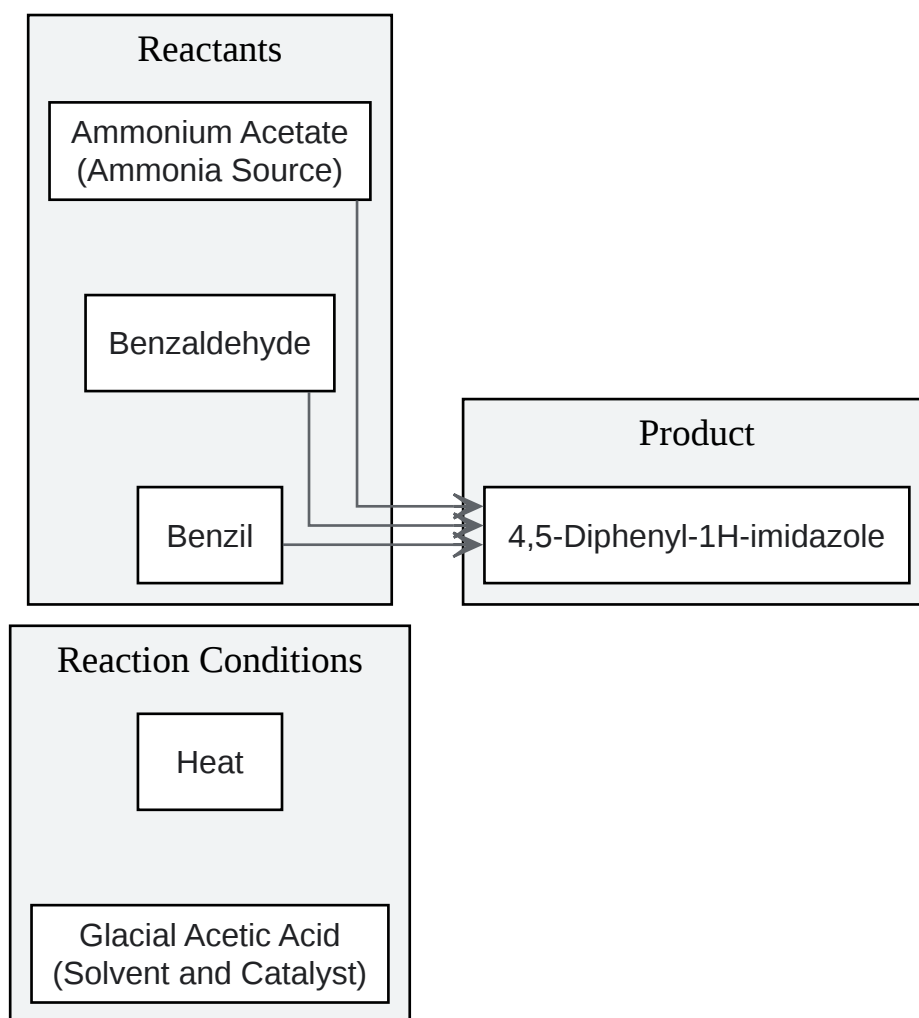 Reactants
Ammonium Acetate
(Ammonia Source)
Benzaldehyde
Benzil
Product
4,5-Diphenyl-1H-imidazole
Reaction Conditions
Heat
Glacial Acetic Acid
(Solvent and Catalyst)